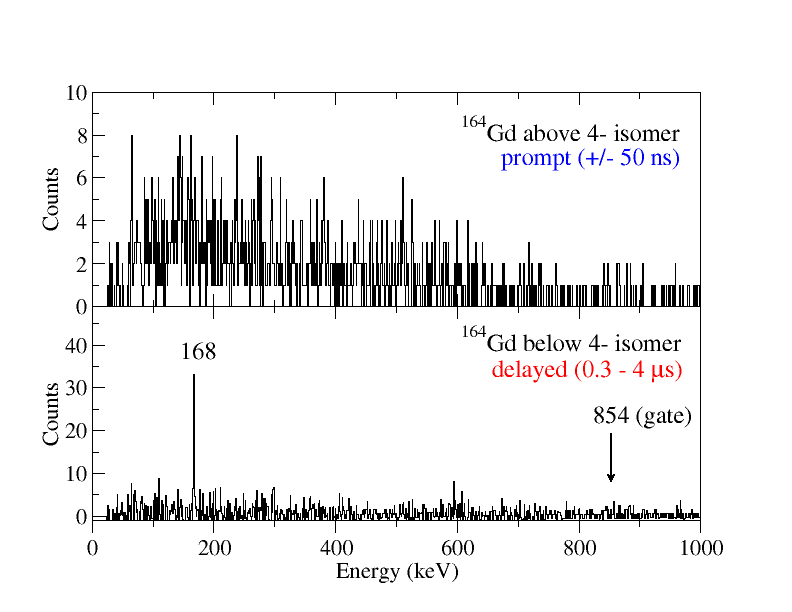 10
8
6
4
2
0
Counts
164Gd above 4- isomer
prompt (+/- 50 ns)
40
30
20
10
0
Counts
168
164Gd below 4- isomer
delayed (0.3 - 4 μs)
854 (gate)
0 200 400 600 800 1000
Energy (keV)